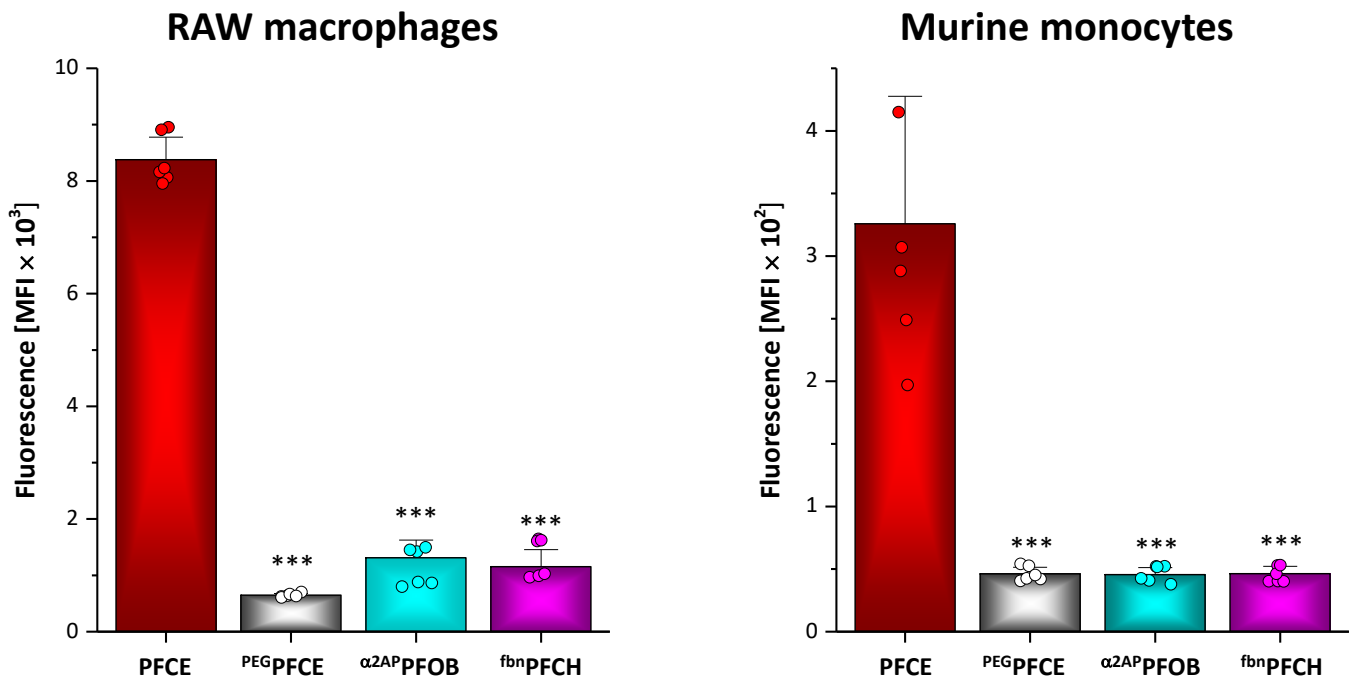 RAW macrophages
Fluorescence [MFI × 10³]
10
8
6
4
2
0
***
***
***
PFCE
ᴾᴱᴳPFCE
α2ᴬᴾPFOB
fbnPFCH
Murine monocytes
Fluorescence [MFI × 10²]
4
3
2
1
0
***
***
***
PFCE
ᴾᴱᴳPFCE
α2ᴬᴾPFOB
fbnPFCH